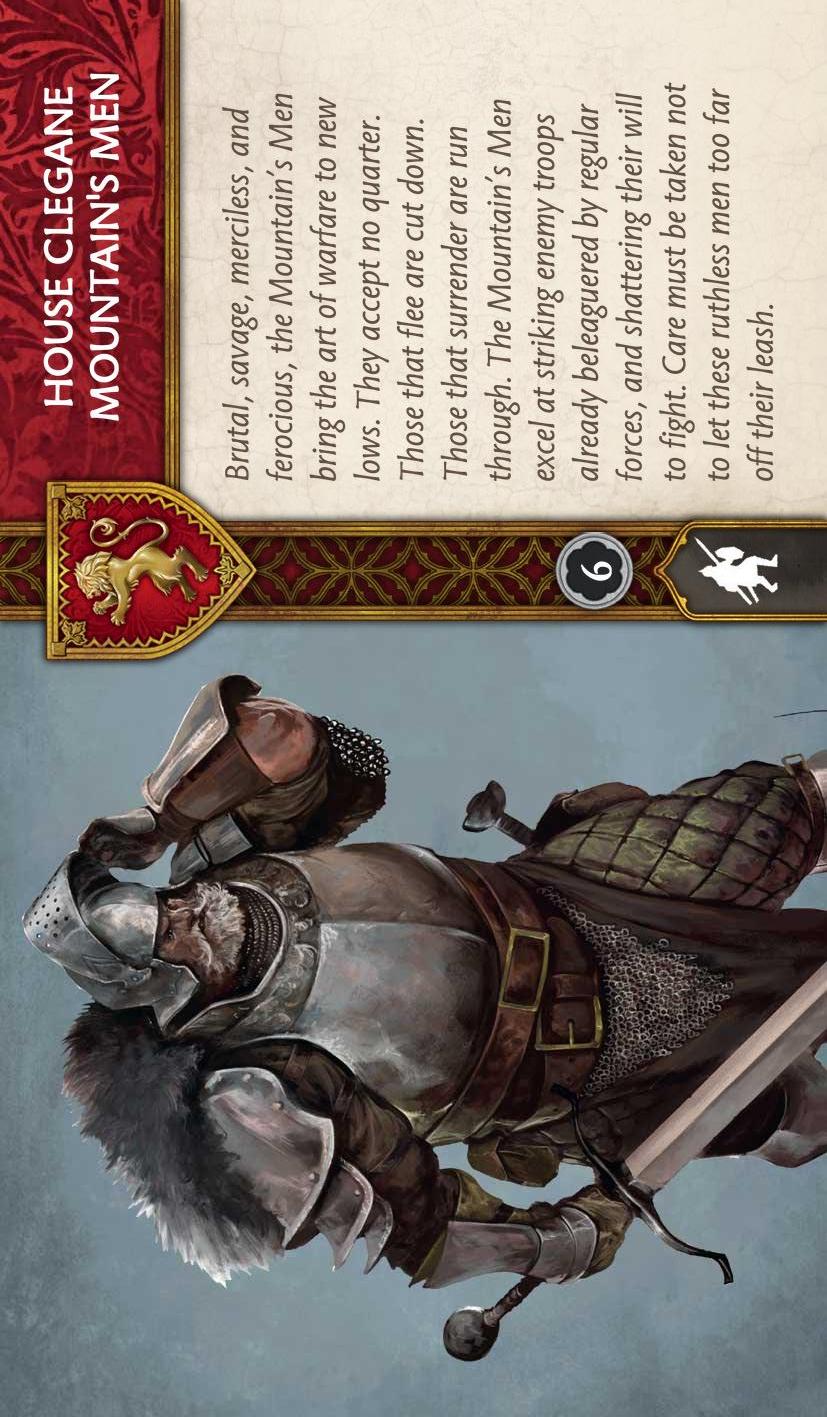 HOUSE CLEGANE
MOUNTAIN'S MEN
Brutal, savage, merciless, and
ferocious, the Mountain's Men
bring the art of warfare to new
lows. They accept no quarter.
Those that flee are cut down.
Those that surrender are run
through. The Mountain's Men
excel at striking enemy troops
already beleaguered by regular
forces, and shattering their will
to fight. Care must be taken not
to let these ruthless men too far
off their leash.
6